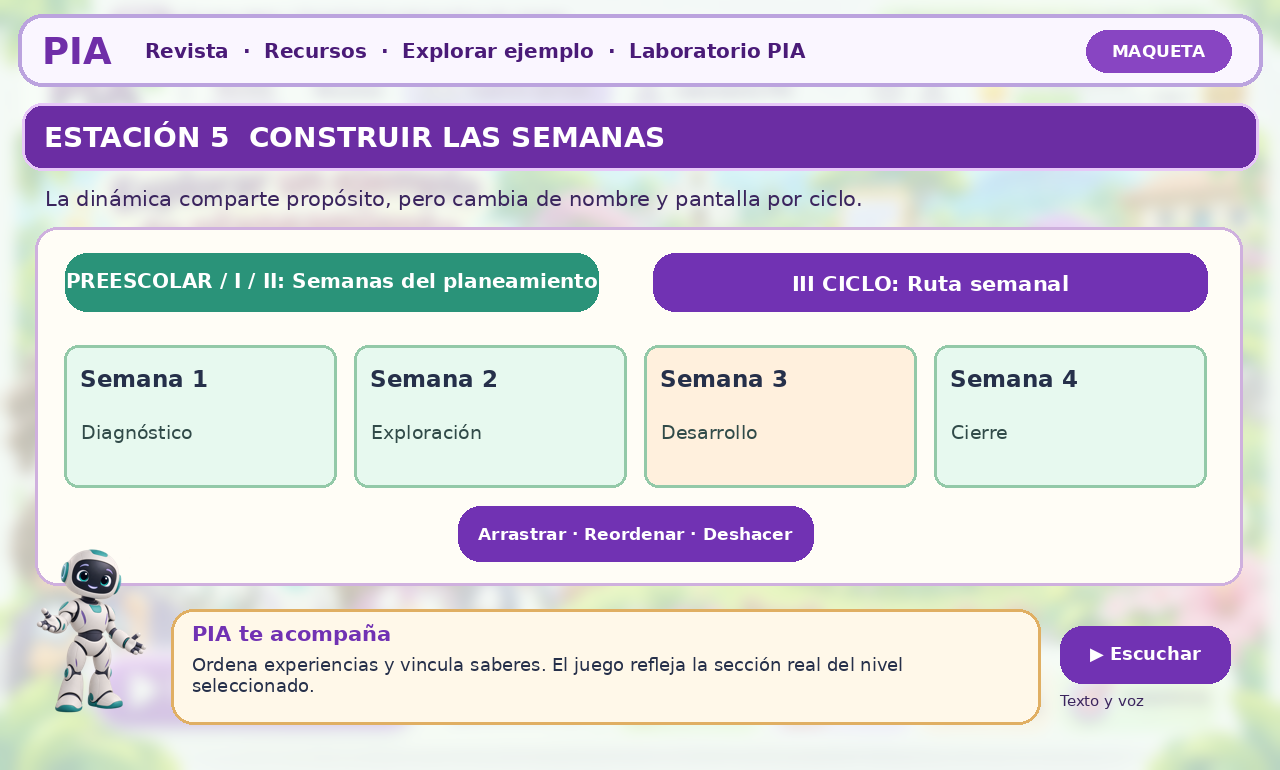 PIA
Revista · Recursos · Explorar ejemplo · Laboratorio PIA
MAQUETA
ESTACIÓN 5 CONSTRUIR LAS SEMANAS
La dinámica comparte propósito, pero cambia de nombre y pantalla por ciclo.
PREESCOLAR / I / II: Semanas del planeamiento
III CICLO: Ruta semanal
Semana 1
Diagnóstico
Semana 2
Exploración
Semana 3
Desarrollo
Semana 4
Cierre
Arrastrar · Reordenar · Deshacer
PIA te acompaña
Ordena experiencias y vincula saberes. El juego refleja la sección real del nivel
seleccionado.
▶ Escuchar
Texto y voz